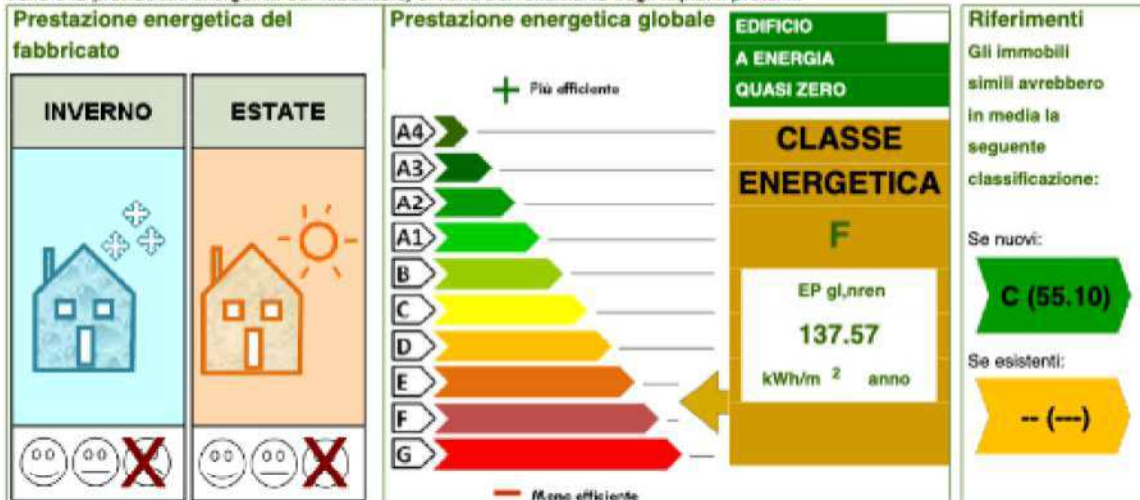 Prestazione energetica del
fabbricato
INVERNO
ESTATE
Prestazione energetica globale
Più efficiente
A4
A3
A2
A1
B
C
D
E
F
G
Meno efficiente
EDIFICIO
A ENERGIA
QUASI ZERO
CLASSE
ENERGETICA
F
EP gl,nren
137.57
kWh/m 2 anno
Riferimenti
Gli immobili
simili avrebbero
in media la
seguente
classificazione:
Se nuovi:
C (55.10)
Se esistenti:
-- (---)